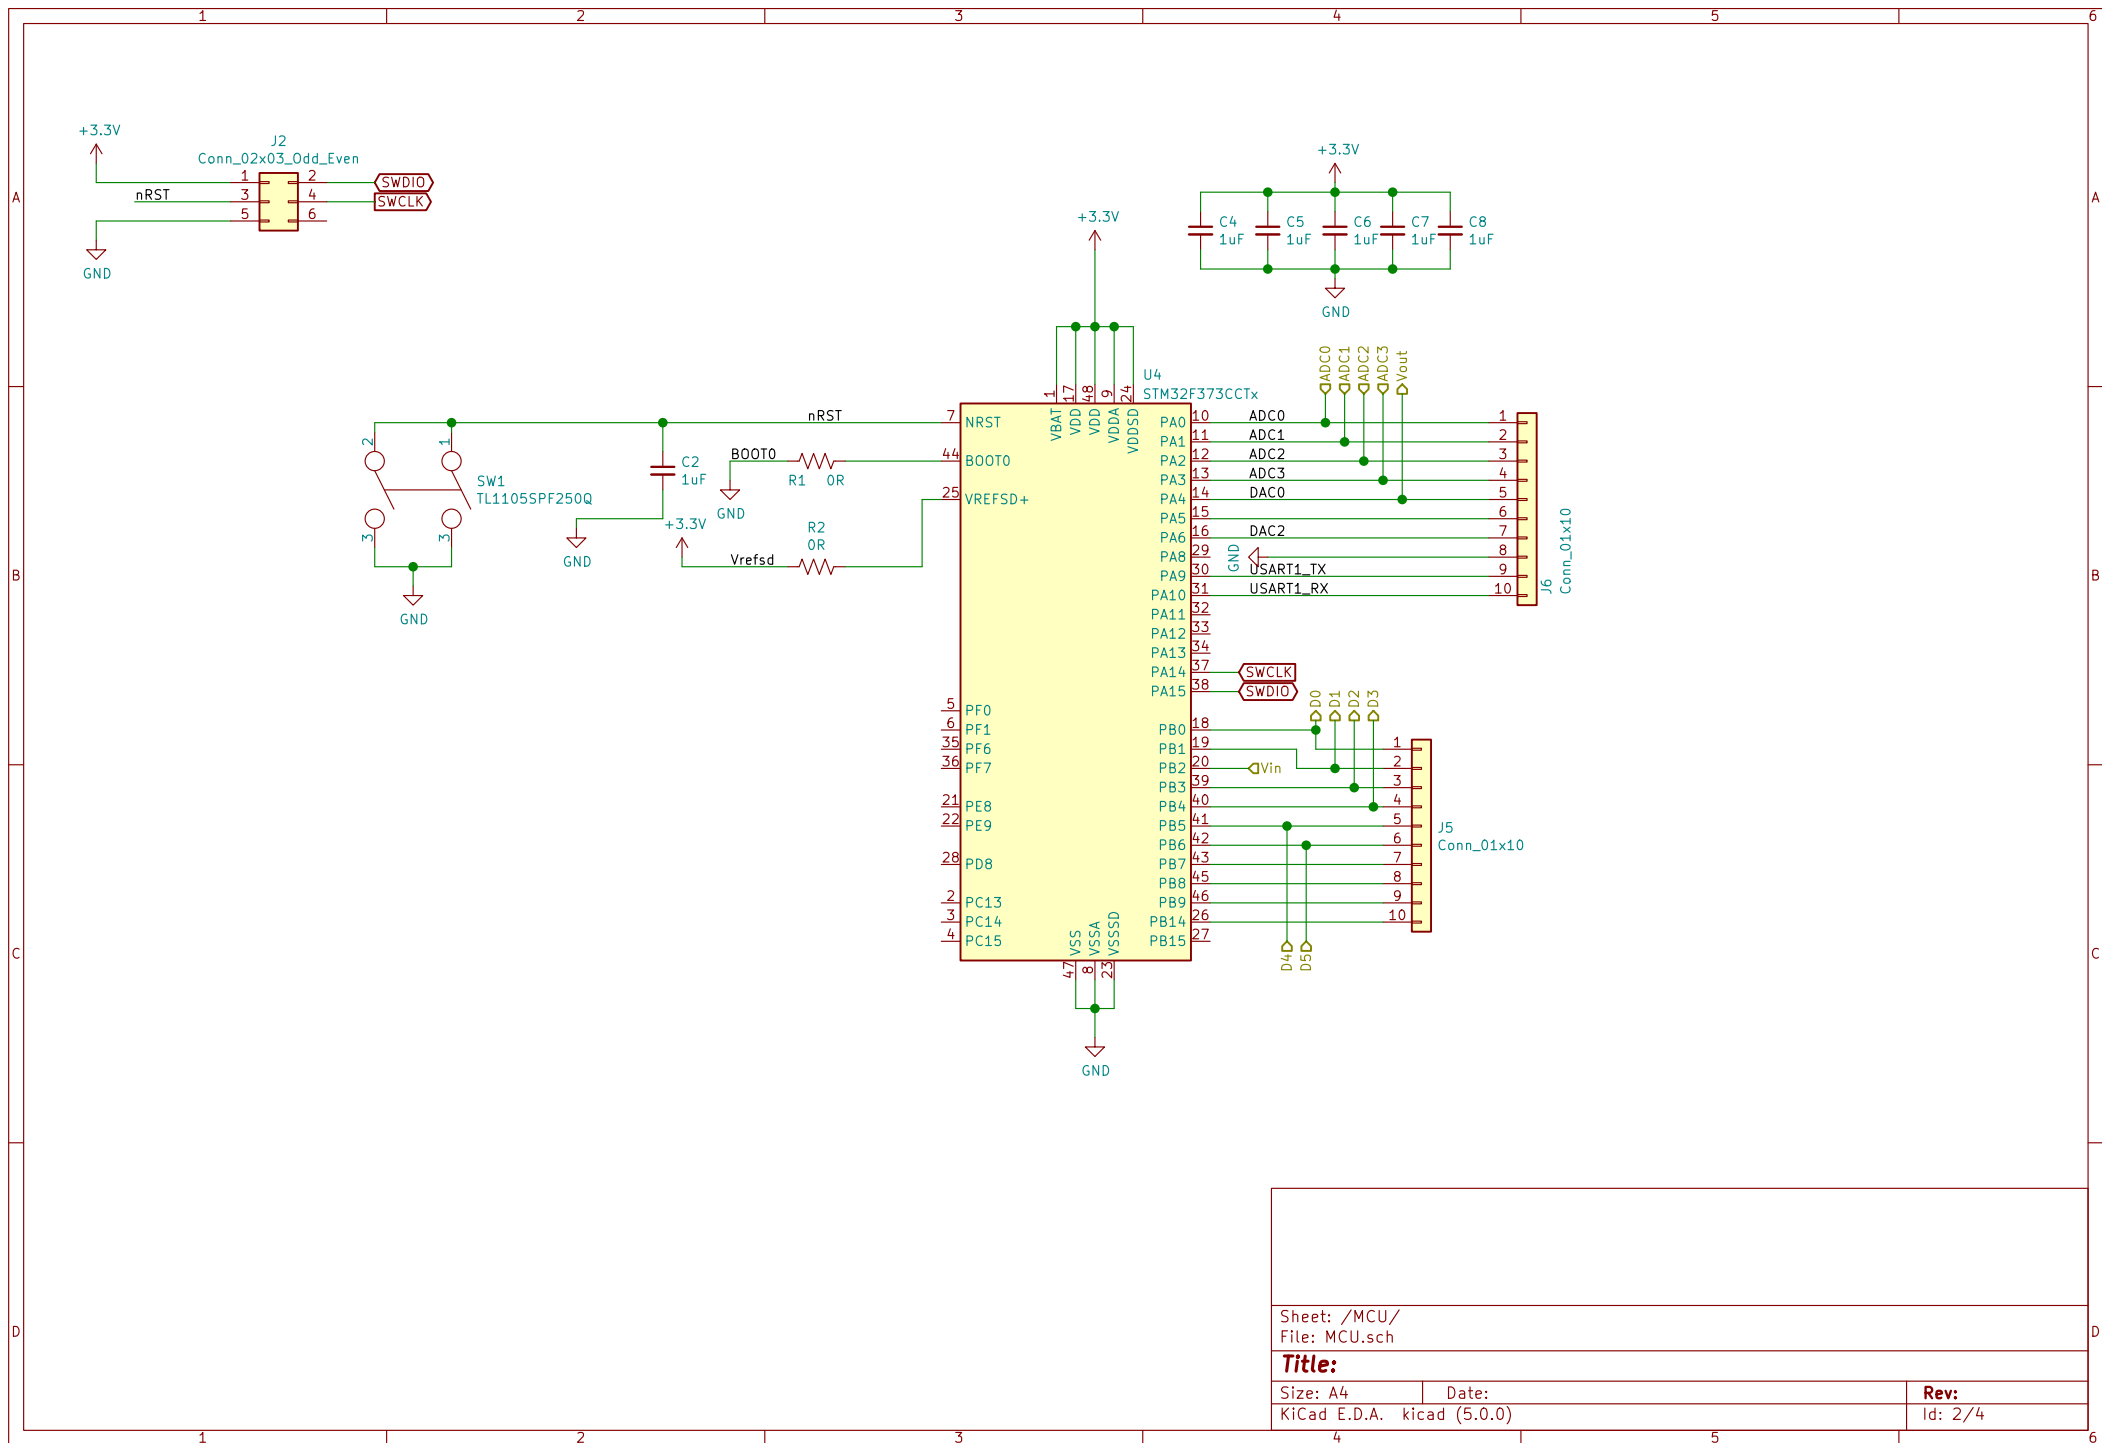 1 2 3 4 5 6
A
B
C
D
A
B
C
D
+3.3V
J2
Conn_02x03_Odd_Even
1 2 SWDIO
nRST 3 4 SWCLK
5 6
GND
+3.3V
C4 C5 C6 C7 C8
1uF 1uF 1uF 1uF 1uF
GND
+3.3V
U4
STM32F373CCTx
1 17 48 9 24
VBAT VDD VDD VDDA VDDSD
nRST 7 NRST
2 1
SW1
TL1105SPF250Q
3 3
GND
C2
1uF
GND
BOOT0 44 BOOT0
R1 0R
GND
25 VREFSD+
+3.3V
R2
0R
Vrefsd
5 PF0
6 PF1
35 PF6
36 PF7
21 PE8
22 PE9
28 PD8
2 PC13
3 PC14
4 PC15
ADC0 ADC1 ADC2 ADC3 Vout
PA0 10 ADC0 1
PA1 11 ADC1 2
PA2 12 ADC2 3
PA3 13 ADC3 4
PA4 14 DAC0 5
PA5 15 6
PA6 16 DAC2 7
PA8 29 GND 8
PA9 30 USART1_TX 9
PA10 31 USART1_RX 10
J6
Conn_01x10
PA11 32
PA12 33
PA13 34
PA14 37 SWCLK
PA15 38 SWDIO
D0 D1 D2 D3
PB0 18 1
PB1 19 2
PB2 20 Vin
PB3 39 3
PB4 40 4
PB5 41 5
PB6 42 6
PB7 43 7
PB8 45 8
PB9 46 9
PB14 26 10
PB15 27
J5
Conn_01x10
D4 D5
VSS VSSA VSSSD
47 8 23
GND
Sheet: /MCU/
File: MCU.sch
Title:
Size: A4 Date: Rev:
KiCad E.D.A. kicad (5.0.0) Id: 2/4
1 2 3 4 5 6